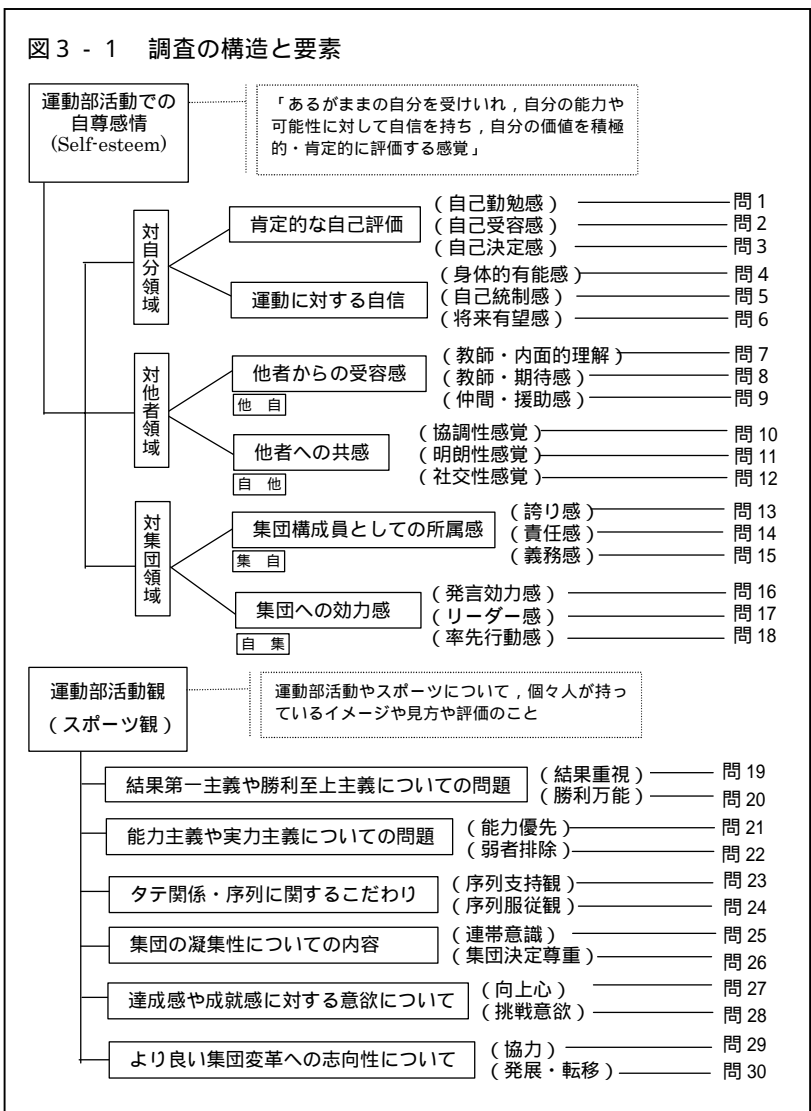 図3-1 調査の構造と要素
運動部活動での
自尊感情
(Self-esteem)
「あるがままの自分を受けいれ，自分の能力や
可能性に対して自信を持ち，自分の価値を積極
的・肯定的に評価する感覚」
対自分領域
肯定的な自己評価
（自己勤勉感）
問1
（自己受容感）
問2
（自己決定感）
問3
運動に対する自信
（身体的有能感）
問4
（自己統制感）
問5
（将来有望感）
問6
対他者領域
他者からの受容感
他 自
（教師・内面的理解）
問7
（教師・期待感）
問8
（仲間・援助感）
問9
他者への共感
自 他
（協調性感覚）
問10
（明朗性感覚）
問11
（社交性感覚）
問12
対集団領域
集団構成員としての所属感
集 自
（誇り感）
問13
（責任感）
問14
（義務感）
問15
集団への効力感
自 集
（発言効力感）
問16
（リーダー感）
問17
（率先行動感）
問18
運動部活動観
（スポーツ観）
運動部活動やスポーツについて，個々人が持っ
ているイメージや見方や評価のこと
結果第一主義や勝利至上主義についての問題
（結果重視）
問19
（勝利万能）
問20
能力主義や実力主義についての問題
（能力優先）
問21
（弱者排除）
問22
タテ関係・序列に関するこだわり
（序列支持観）
問23
（序列服従観）
問24
集団の凝集性についての内容
（連帯意識）
問25
（集団決定尊重）
問26
達成感や成就感に対する意欲について
（向上心）
問27
（挑戦意欲）
問28
より良い集団変革への志向性について
（協力）
問29
（発展・転移）
問30